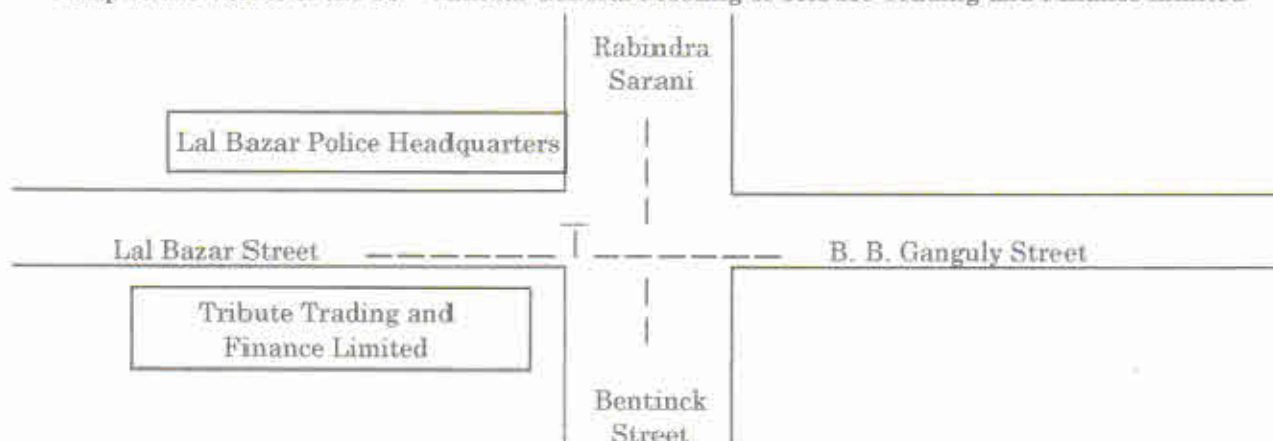 Rabindra
Sarani
Lal Bazar Police Headquarters
Lal Bazar Street
B. B. Ganguly Street
Tribute Trading and
Finance Limited
Bentinck
Street